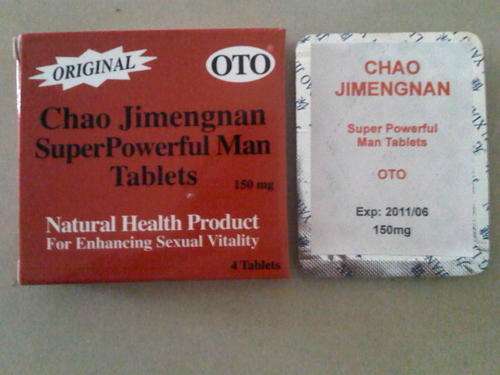 ORIGINAL
OTO
Chao Jimengnan
SuperPowerful Man
Tablets
150 mg
Natural Health Product
For Enhancing Sexual Vitality
4 Tablets
CHAO
JIMENGNAN
Super Powerful
Man Tablets
OTO
Exp: 2011/06
150mg